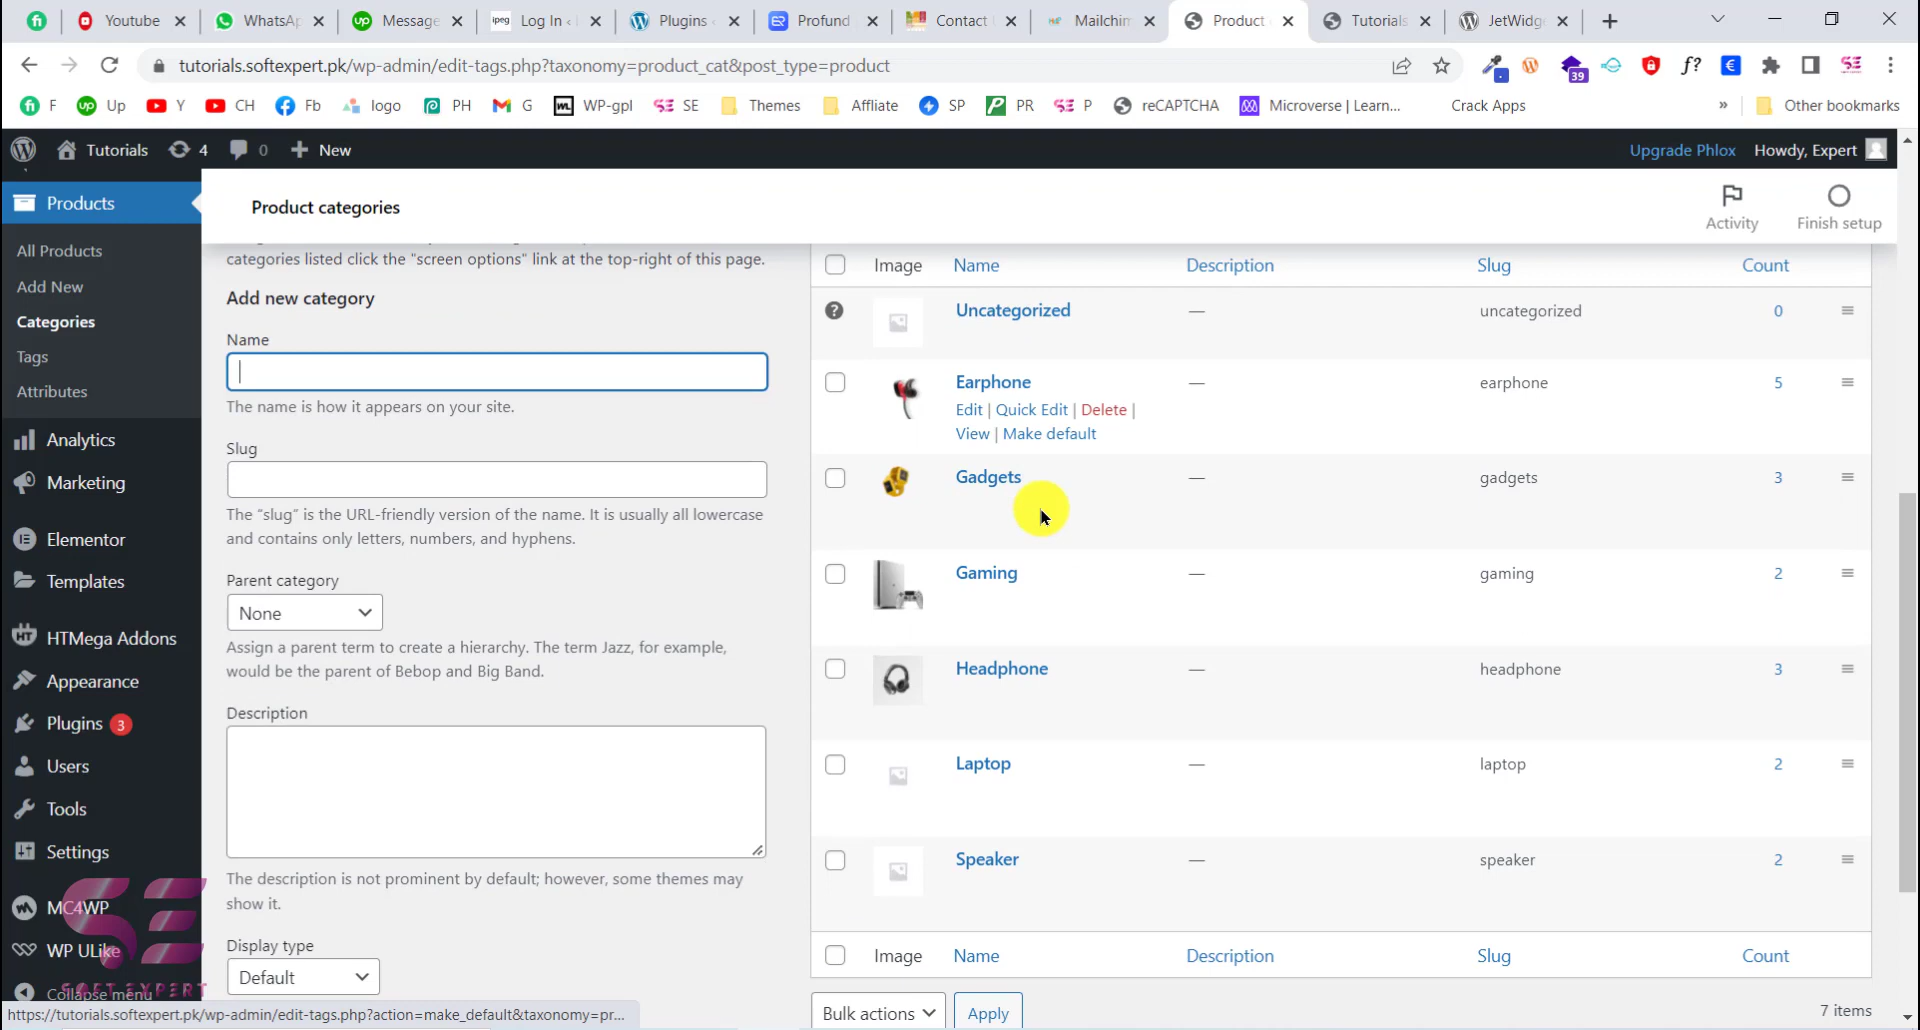 Youtube
WhatsAp
Message
Log In ‹
Plugins ‹
Profund
Contact
Mailchim
Product
Tutorials
JetWidg
tutorials.softexpert.pk/wp-admin/edit-tags.php?taxonomy=product_cat&post_type=product
39
F
Up
Y
CH
Fb
logo
PH
G
WP-gpl
SE
Themes
Affliate
SP
PR
P
reCAPTCHA
Microverse | Learn...
Crack Apps
»
Other bookmarks
Tutorials
4
0
New
Upgrade Phlox
Howdy, Expert
Products
All Products
Add New
Categories
Tags
Attributes
Analytics
Marketing
Elementor
Templates
HTMega Addons
Appearance
Plugins 3
Users
Tools
Settings
MC4WP
WP ULike
Collapse menu
SOFT EXPERT
Product categories
Activity
Finish setup
categories listed click the “screen options” link at the top-right of this page.
Add new category
Name
The name is how it appears on your site.
Slug
The “slug” is the URL-friendly version of the name. It is usually all lowercase
and contains only letters, numbers, and hyphens.
Parent category
None
Assign a parent term to create a hierarchy. The term Jazz, for example,
would be the parent of Bebop and Big Band.
Description
The description is not prominent by default; however, some themes may
show it.
Display type
Default
Image Name Description Slug Count
Uncategorized — uncategorized 0
Earphone — earphone 5
Edit | Quick Edit | Delete |
View | Make default
Gadgets — gadgets 3
Gaming — gaming 2
Headphone — headphone 3
Laptop — laptop 2
Speaker — speaker 2
Image Name Description Slug Count
Bulk actions
Apply
7 items
https://tutorials.softexpert.pk/wp-admin/edit-tags.php?action=make_default&taxonomy=pr...